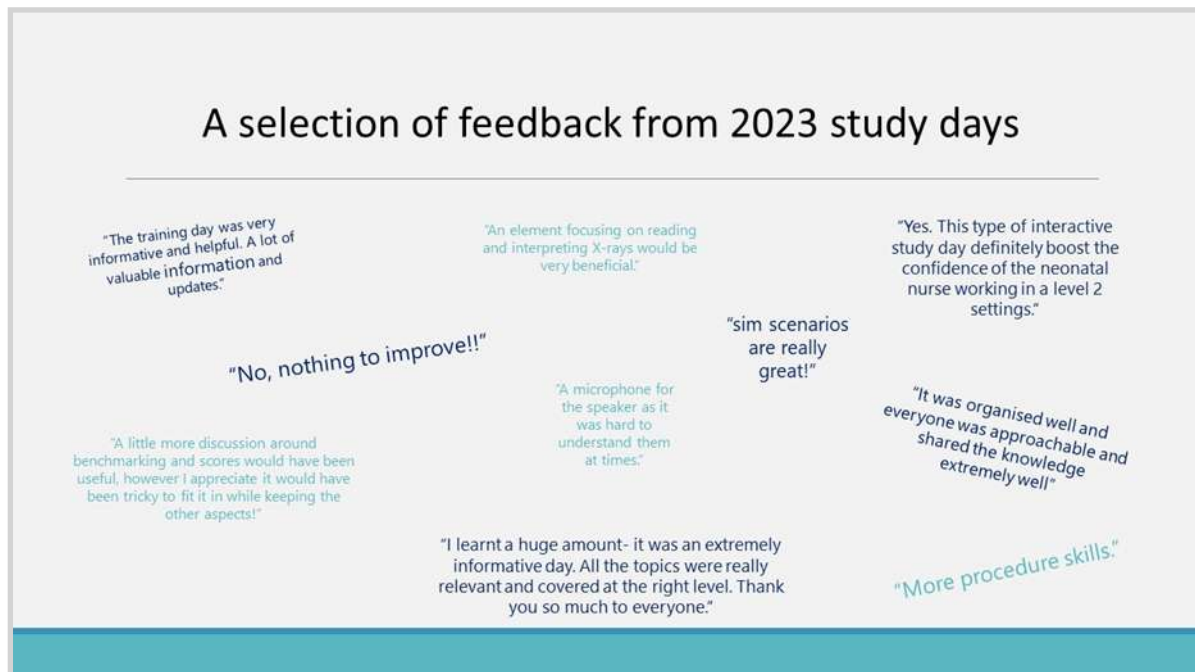 A selection of feedback from 2023 study days
“The training day was very
informative and helpful. A lot of
valuable information and
updates.”
“An element focusing on reading
and interpreting X-rays would be
very beneficial.”
“Yes. This type of interactive
study day definitely boost the
confidence of the neonatal
nurse working in a level 2
settings.”
“No, nothing to improve!!”
“sim scenarios
are really
great!”
“A microphone for
the speaker as it
was hard to
understand them
at times.”
“It was organised well and
everyone was approachable and
shared the knowledge
extremely well”
“A little more discussion around
benchmarking and scores would have been
useful, however I appreciate it would have
been tricky to fit it in while keeping the
other aspects!”
“I learnt a huge amount- it was an extremely
informative day. All the topics were really
relevant and covered at the right level. Thank
you so much to everyone.”
“More procedure skills.”